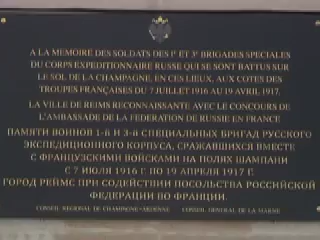 A LA MEMOIRE DES SOLDATS DES 1e ET 3e BRIGADES SPECIALES
DU CORPS EXPEDITIONNAIRE RUSSE QUI SE SONT BATTUS SUR
LE SOL DE LA CHAMPAGNE, EN CES LIEUX, AUX COTES DES
TROUPES FRANÇAISES DU 7 JUILLET 1916 AU 19 AVRIL 1917.
LA VILLE DE REIMS RECONNAISSANTE AVEC LE CONCOURS DE
L'AMBASSADE DE LA FEDERATION DE RUSSIE EN FRANCE
ПАМЯТИ ВОИНОВ 1-й И 3-й СПЕЦИАЛЬНЫХ БРИГАД РУССКОГО
ЭКСПЕДИЦИОННОГО КОРПУСА, СРАЖАВШИХСЯ ВМЕСТЕ
С ФРАНЦУЗСКИМИ ВОЙСКАМИ НА ПОЛЯХ ШАМПАНИ
С 7 ИЮЛЯ 1916 Г. ПО 19 АПРЕЛЯ 1917 Г.
ГОРОД РЕЙМС ПРИ СОДЕЙСТВИИ ПОСОЛЬСТВА РОССИЙСКОЙ
ФЕДЕРАЦИИ ВО ФРАНЦИИ.
CONSEIL REGIONAL DE CHAMPAGNE-ARDENNE CONSEIL GENERAL DE LA MARNE